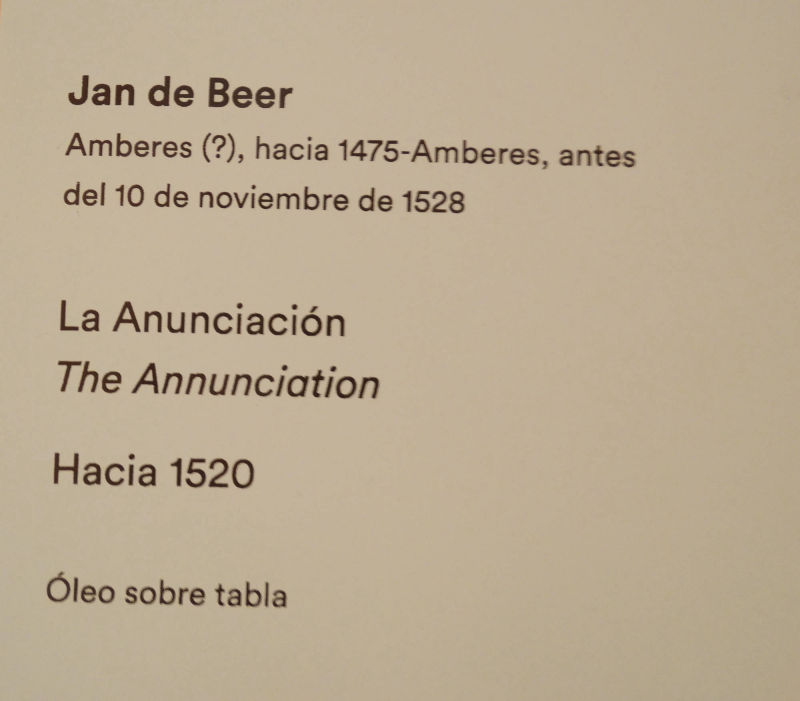 Jan de Beer
Amberes (?), hacia 1475-Amberes, antes
del 10 de noviembre de 1528
La Anunciación
The Annunciation
Hacia 1520
Óleo sobre tabla